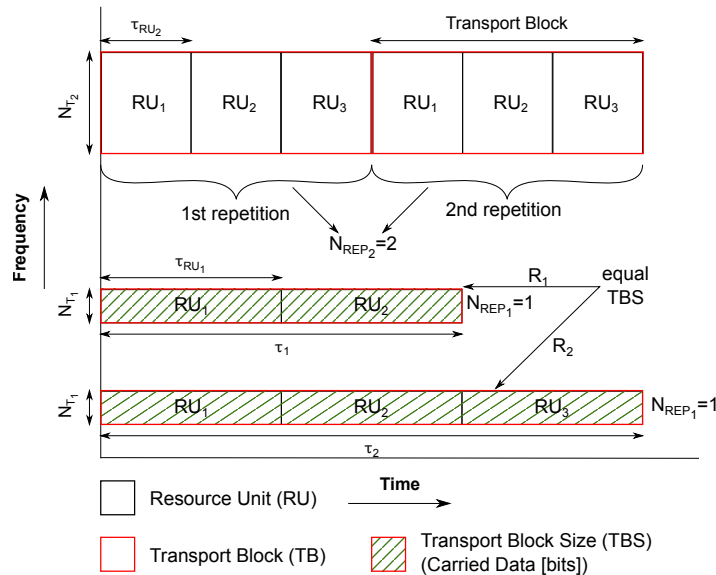 τRU2
Transport Block
NT2
RU1
RU2
RU3
RU1
RU2
RU3
1st repetition
2nd repetition
NREP2=2
Frequency
τRU1
R1
equal
TBS
NT1
RU1
RU2
NREP1=1
τ1
R2
NT1
RU1
RU2
RU3
NREP1=1
τ2
Resource Unit (RU)
Time
Transport Block (TB)
Transport Block Size (TBS)
(Carried Data [bits])